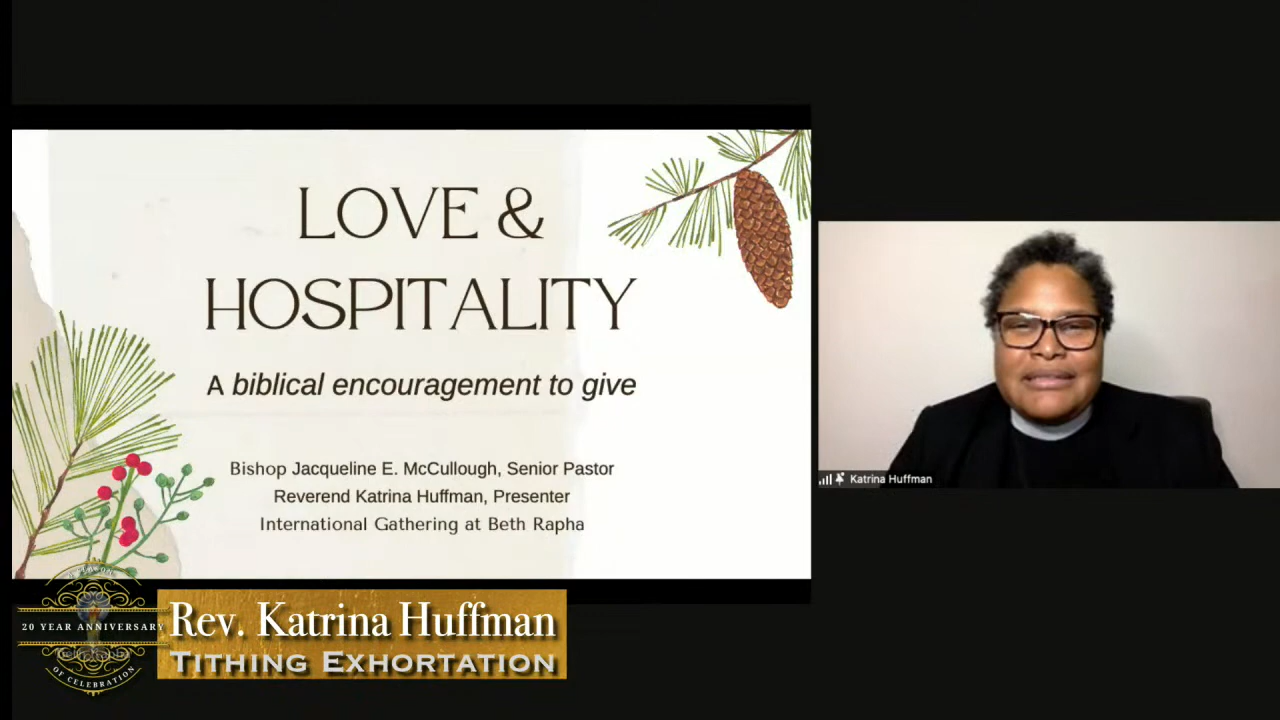 LOVE &
HOSPITALITY
A biblical encouragement to give
Bishop Jacqueline E. McCullough, Senior Pastor
Reverend Katrina Huffman, Presenter
International Gathering at Beth Rapha
Katrina Huffman
20 YEAR ANNIVERSARY
OF CELEBRATION
Rev. Katrina Huffman
TITHING EXHORTATION